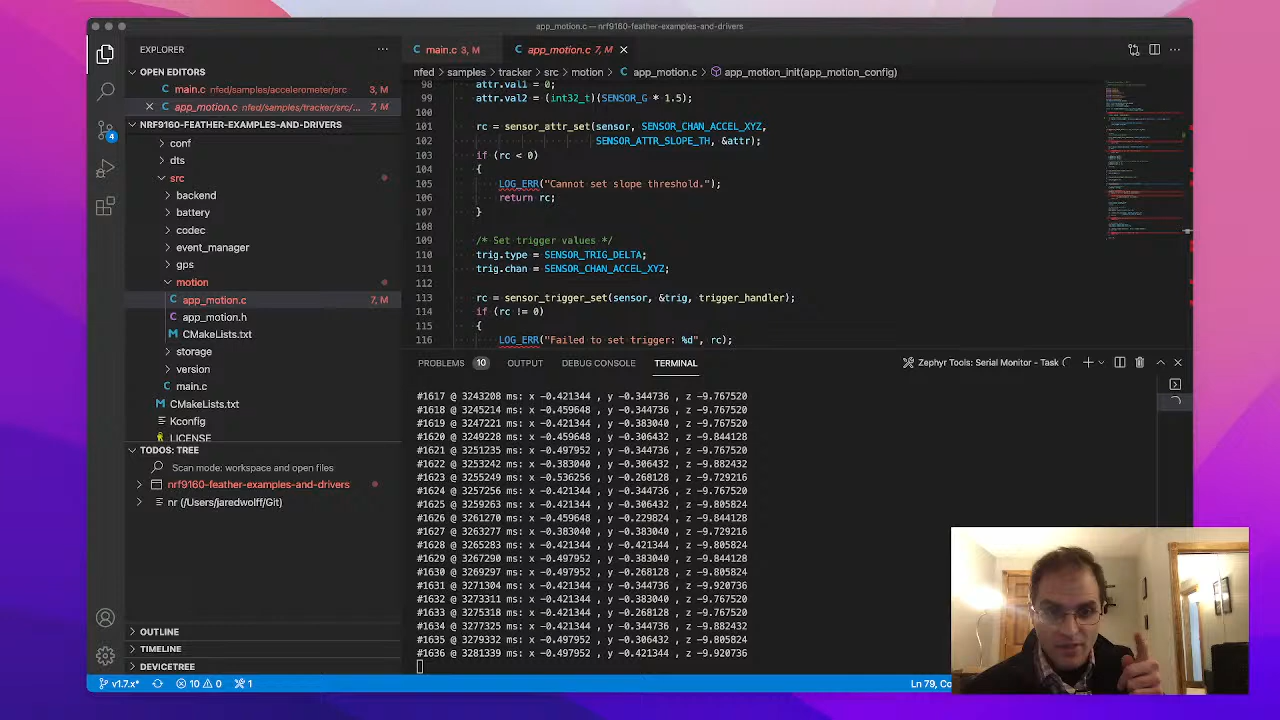 app_motion.c — nrf9160-feather-examples-and-drivers
EXPLORER
OPEN EDITORS
main.c nfed/samples/accelerometer/src 3, M
app_motion.c nfed/samples/tracker/src/... 7, M
NRF9160-FEATHER-EXAMPLES-AND-DRIVERS
conf
dts
src
backend
battery
codec
event_manager
gps
motion
app_motion.c 7, M
app_motion.h
CMakeLists.txt
storage
version
main.c
CMakeLists.txt
Kconfig
LICENSE
TODOS: TREE
Scan mode: workspace and open files
nrf9160-feather-examples-and-drivers
nr (/Users/jaredwolff/Git)
OUTLINE
TIMELINE
DEVICETREE
4
main.c 3, M
app_motion.c 7, M
nfed > samples > tracker > src > motion > C app_motion.c > app_motion_init(app_motion_config)
98 attr.val1 = 0;
99 attr.val2 = (int32_t)(SENSOR_G * 1.5);
100
101 rc = sensor_attr_set(sensor, SENSOR_CHAN_ACCEL_XYZ,
102 SENSOR_ATTR_SLOPE_TH, &attr);
103 if (rc < 0)
104 {
105 LOG_ERR("Cannot set slope threshold.");
106 return rc;
107 }
108
109 /* Set trigger values */
110 trig.type = SENSOR_TRIG_DELTA;
111 trig.chan = SENSOR_CHAN_ACCEL_XYZ;
112
113 rc = sensor_trigger_set(sensor, &trig, trigger_handler);
114 if (rc != 0)
115 {
116 LOG_ERR("Failed to set trigger: %d", rc);
PROBLEMS 10 OUTPUT DEBUG CONSOLE TERMINAL Zephyr Tools: Serial Monitor - Task
#1617 @ 3243208 ms: x -0.421344 , y -0.344736 , z -9.767520
#1618 @ 3245214 ms: x -0.459648 , y -0.344736 , z -9.767520
#1619 @ 3247221 ms: x -0.421344 , y -0.383040 , z -9.767520
#1620 @ 3249228 ms: x -0.459648 , y -0.306432 , z -9.844128
#1621 @ 3251235 ms: x -0.497952 , y -0.344736 , z -9.767520
#1622 @ 3253242 ms: x -0.383040 , y -0.306432 , z -9.882432
#1623 @ 3255249 ms: x -0.536256 , y -0.268128 , z -9.729216
#1624 @ 3257256 ms: x -0.421344 , y -0.344736 , z -9.767520
#1625 @ 3259263 ms: x -0.421344 , y -0.306432 , z -9.805824
#1626 @ 3261270 ms: x -0.459648 , y -0.229824 , z -9.844128
#1627 @ 3263277 ms: x -0.383040 , y -0.383040 , z -9.729216
#1628 @ 3265283 ms: x -0.421344 , y -0.421344 , z -9.805824
#1629 @ 3267290 ms: x -0.497952 , y -0.268128 , z -9.844128
#1630 @ 3269297 ms: x -0.497952 , y -0.268128 , z -9.805824
#1631 @ 3271304 ms: x -0.421344 , y -0.344736 , z -9.920736
#1632 @ 3273311 ms: x -0.421344 , y -0.383040 , z -9.767520
#1633 @ 3275318 ms: x -0.421344 , y -0.268128 , z -9.767520
#1634 @ 3277325 ms: x -0.421344 , y -0.344736 , z -9.882432
#1635 @ 3279332 ms: x -0.497952 , y -0.306432 , z -9.805824
#1636 @ 3281339 ms: x -0.497952 , y -0.421344 , z -9.920736
v1.7.x* 10 0 1 Ln 79, Co